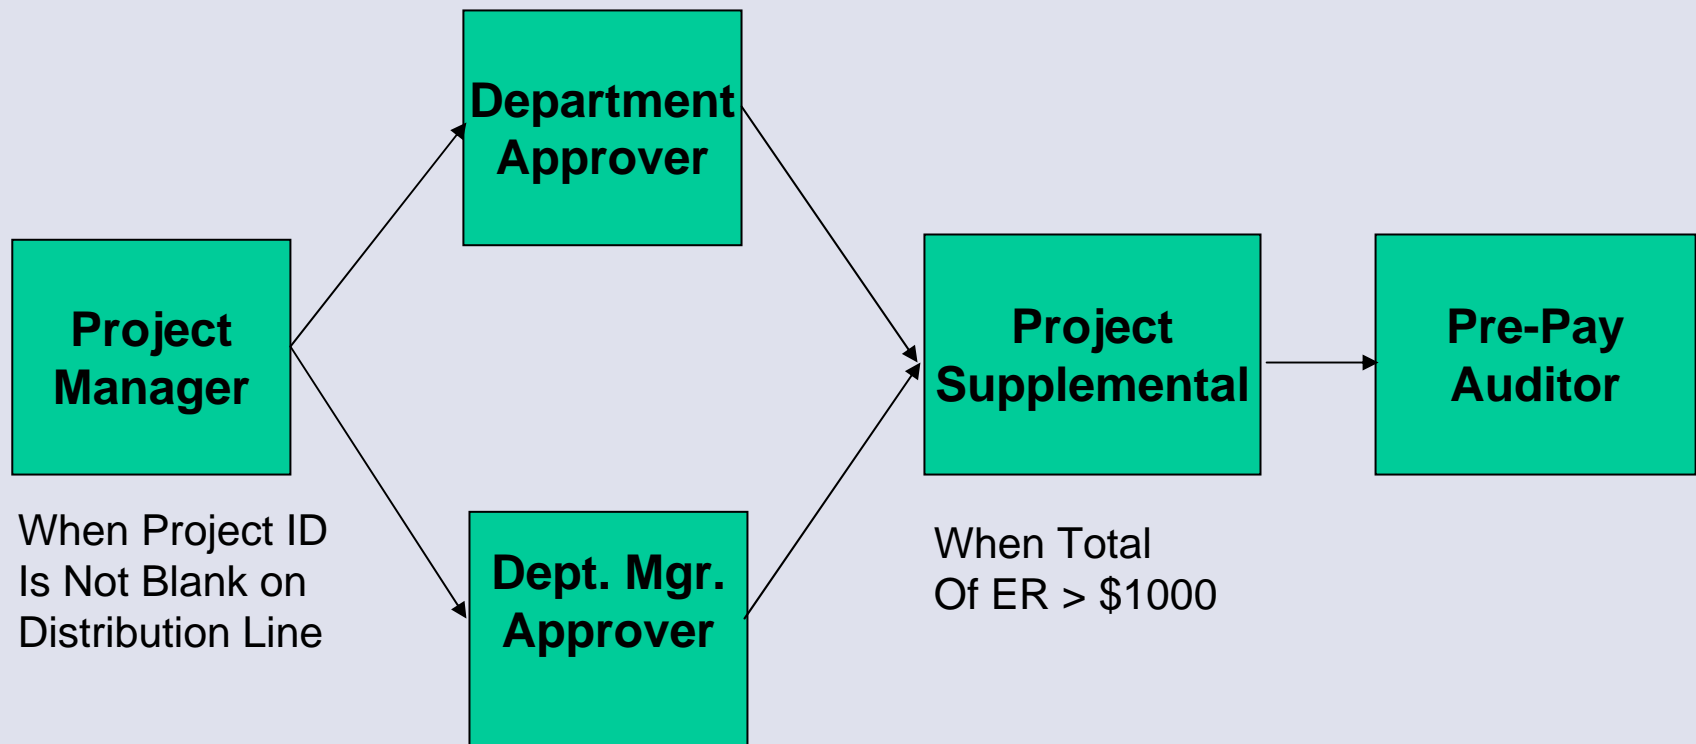 Department
Approver
Project
Manager
When Project ID
Is Not Blank on
Distribution Line
Dept. Mgr.
Approver
Project
Supplemental
When Total
Of ER > $1000
Pre-Pay
Auditor